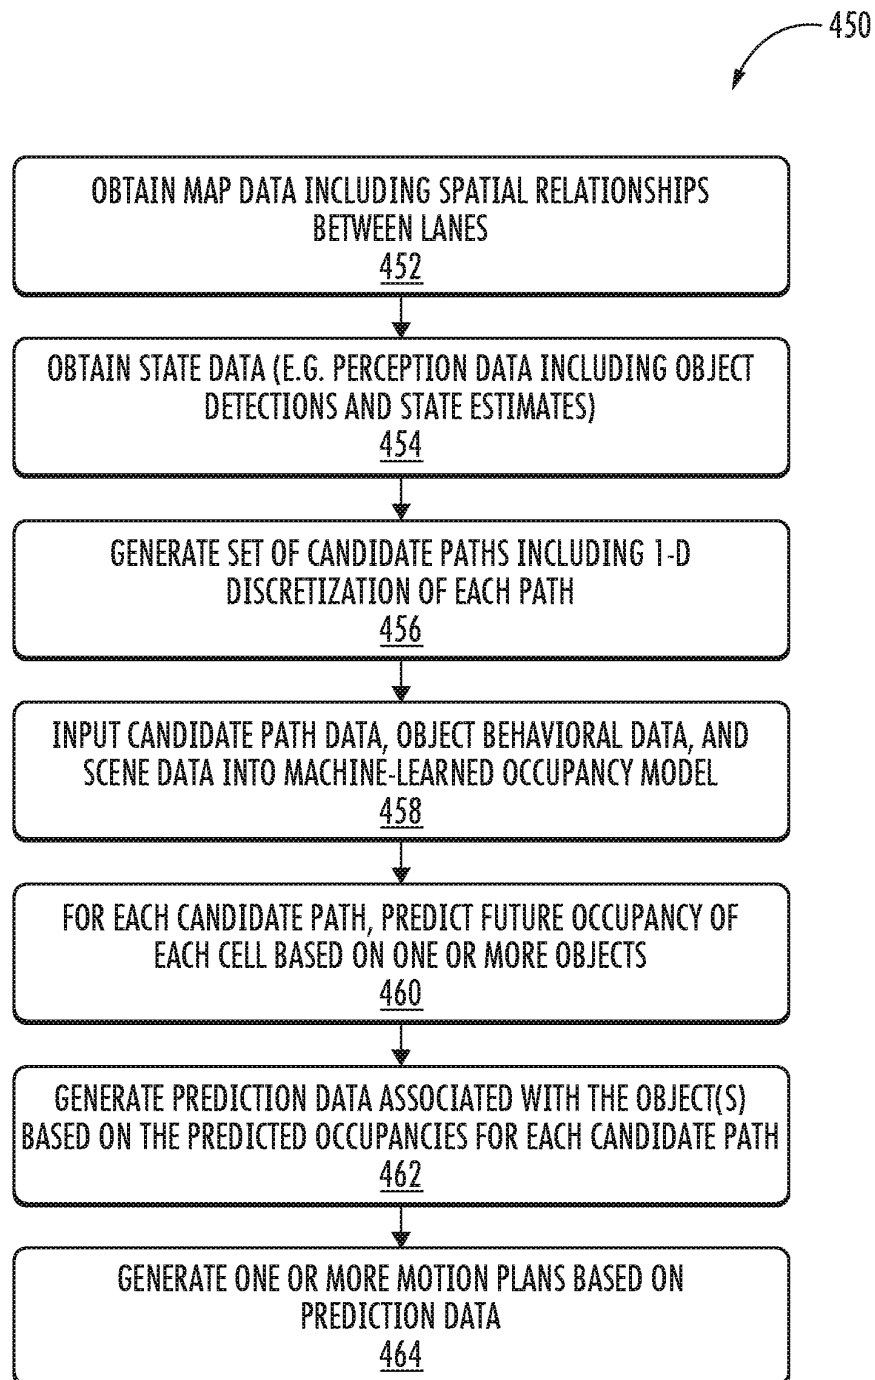 450
OBTAIN MAP DATA INCLUDING SPATIAL RELATIONSHIPS
BETWEEN LANES
452
OBTAIN STATE DATA (E.G. PERCEPTION DATA INCLUDING OBJECT
DETECTIONS AND STATE ESTIMATES)
454
GENERATE SET OF CANDIDATE PATHS INCLUDING 1-D
DISCRETIZATION OF EACH PATH
456
INPUT CANDIDATE PATH DATA, OBJECT BEHAVIORAL DATA, AND
SCENE DATA INTO MACHINE-LEARNED OCCUPANCY MODEL
458
FOR EACH CANDIDATE PATH, PREDICT FUTURE OCCUPANCY OF
EACH CELL BASED ON ONE OR MORE OBJECTS
460
GENERATE PREDICTION DATA ASSOCIATED WITH THE OBJECT(S)
BASED ON THE PREDICTED OCCUPANCIES FOR EACH CANDIDATE PATH
462
GENERATE ONE OR MORE MOTION PLANS BASED ON
PREDICTION DATA
464